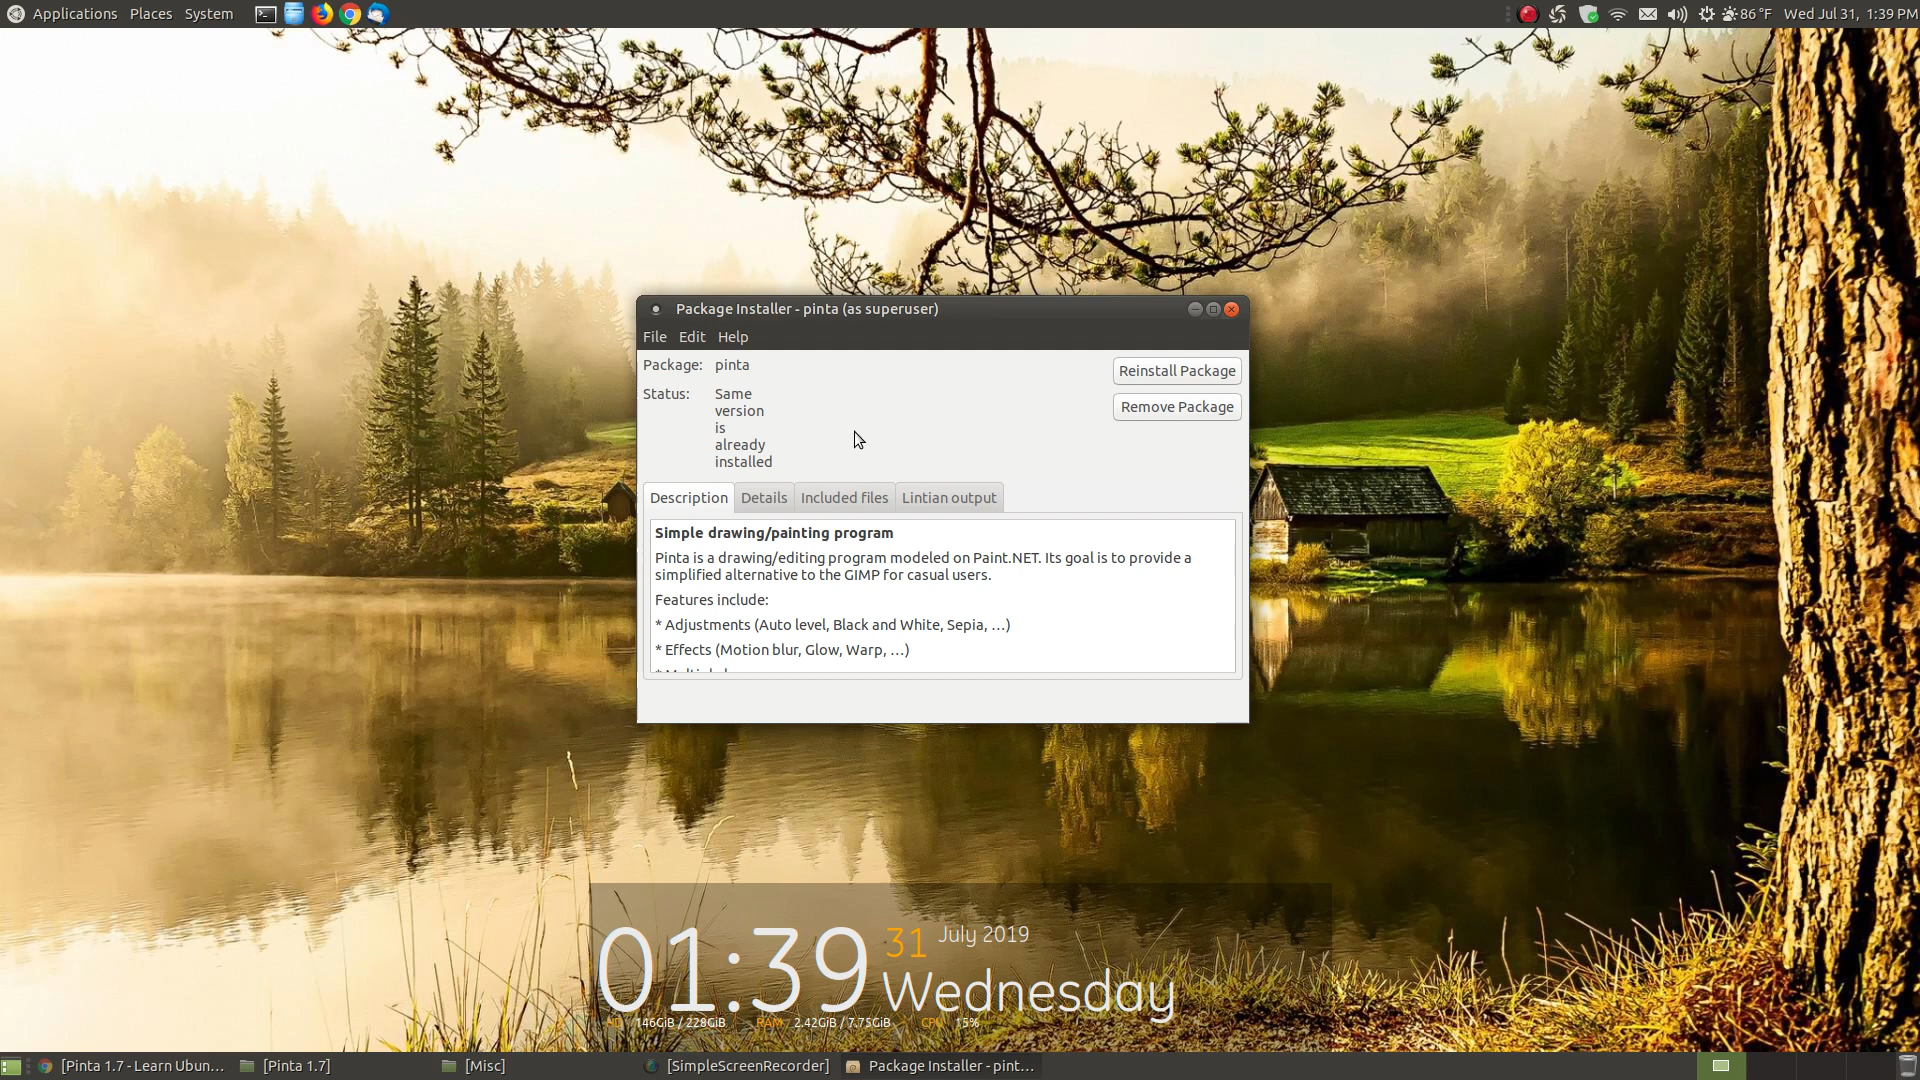 Applications Places System
86 °F Wed Jul 31, 1:39 PM
Package Installer - pinta (as superuser)
File Edit Help
Package: pinta
Reinstall Package
Status: Same
version
is
already
installed
Remove Package
Description Details Included files Lintian output
Simple drawing/painting program
Pinta is a drawing/editing program modeled on Paint.NET. Its goal is to provide a
simplified alternative to the GIMP for casual users.
Features include:
* Adjustments (Auto level, Black and White, Sepia, …)
* Effects (Motion blur, Glow, Warp, …)
01:39 31 July 2019
Wednesday
HD 146GiB / 228GiB RAM 2.42GiB / 7.75GiB CPU 15%
[Pinta 1.7 - Learn Ubun... [Pinta 1.7] [Misc] [SimpleScreenRecorder] Package Installer - pint...